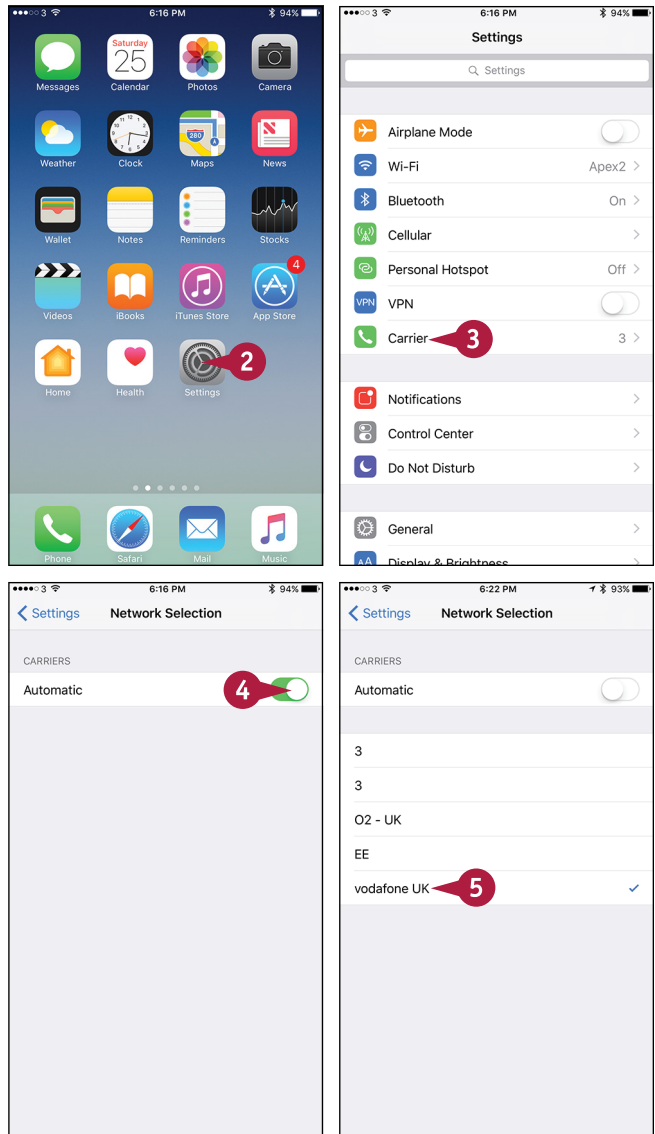 3 6:16 PM 94%
Saturday
25
Messages Calendar Photos Camera
280
Weather Clock Maps News
Wallet Notes Reminders Stocks
4
Videos iBooks iTunes Store App Store
2
Home Health Settings
Phone Safari Mail Music
3 6:16 PM 94%
Settings
Settings
Airplane Mode
Wi-Fi Apex2
Bluetooth On
Cellular
Personal Hotspot Off
VPN VPN
Carrier 3 3
Notifications
Control Center
Do Not Disturb
General
AA Display & Brightness
3 6:16 PM 94%
Settings Network Selection
CARRIERS
Automatic 4
3 6:22 PM 93%
Settings Network Selection
CARRIERS
Automatic
3
3
O2 - UK
EE
vodafone UK 5